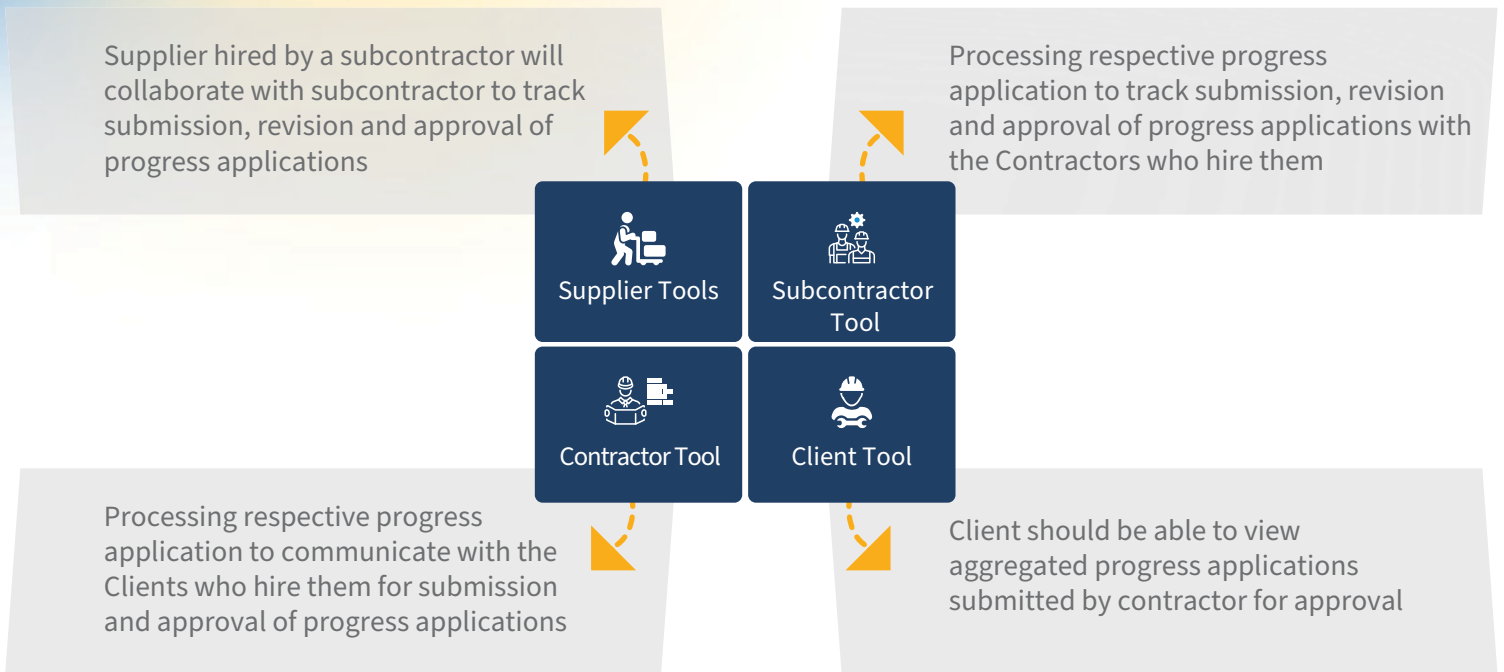 Supplier hired by a subcontractor will
collaborate with subcontractor to track
submission, revision and approval of
progress applications
Processing respective progress
application to track submission, revision
and approval of progress applications with
the Contractors who hire them
Supplier Tools
Subcontractor
Tool
Contractor Tool
Client Tool
Processing respective progress
application to communicate with the
Clients who hire them for submission
and approval of progress applications
Client should be able to view
aggregated progress applications
submitted by contractor for approval